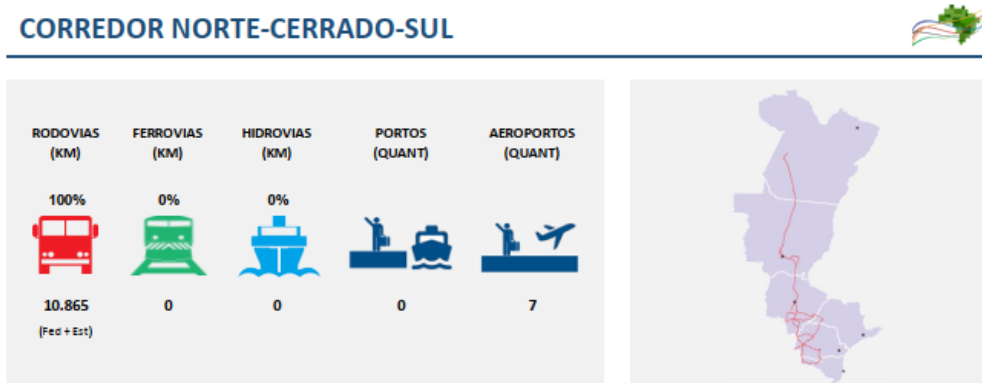 CORREDOR NORTE-CERRADO-SUL
RODOVIAS FERROVIAS HIDROVIAS PORTOS AEROPORTOS
(KM) (KM) (KM) (QUANT) (QUANT)
100% 0% 0%
10.865 0 0 0 7
(Fed + Est)